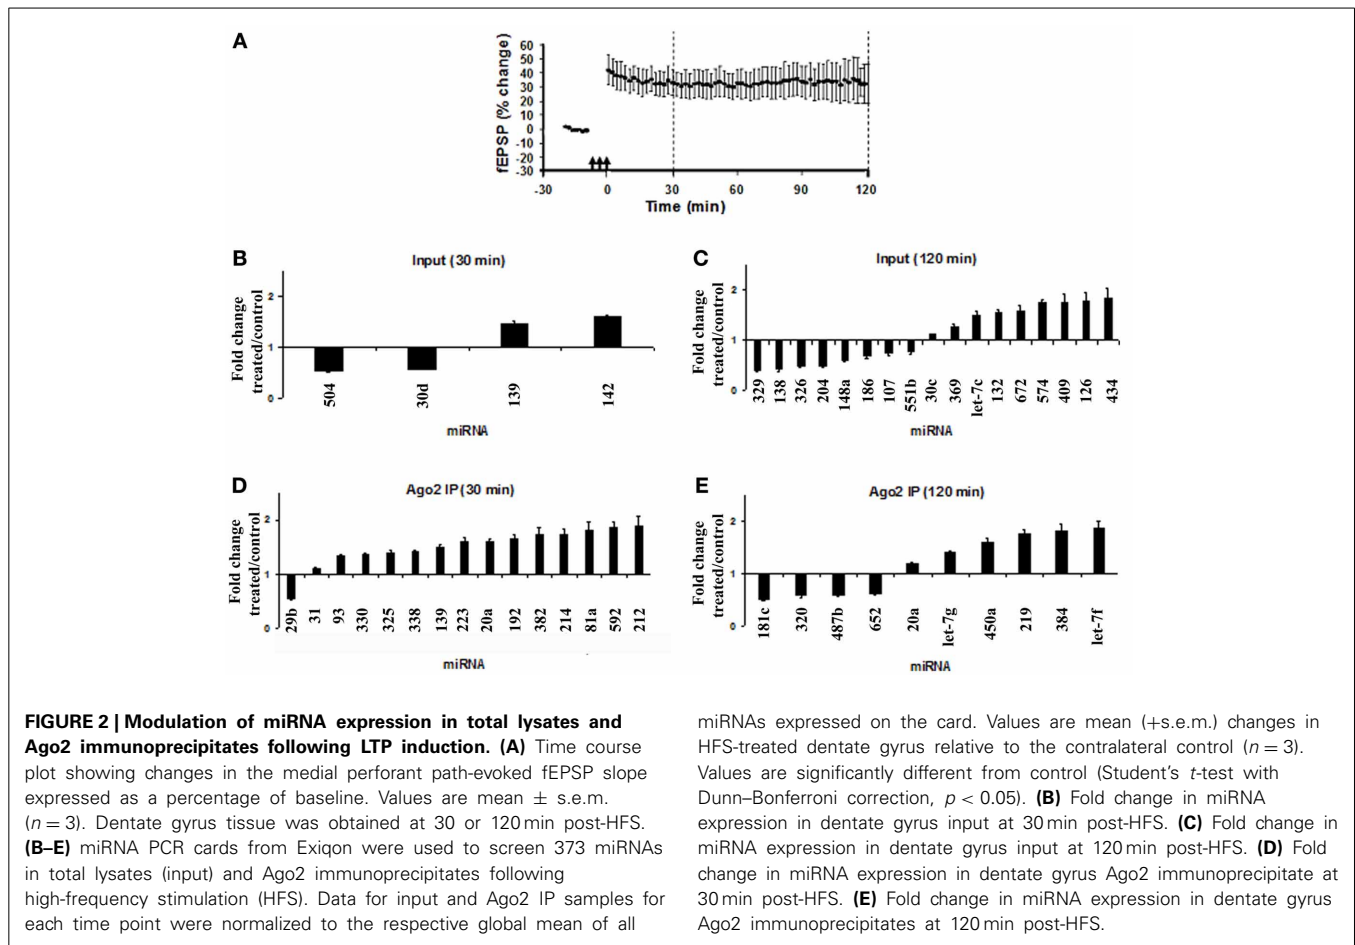 A
fEPSP (% change)
60
50
40
30
20
10
0
-10
-20
-30
-30 0 30 60 90 120
Time (min)
B
Input (30 min)
Fold change
treated/control
2
1
0
504 30d 139 142
miRNA
C
Input (120 min)
Fold change
treated/control
2
1
0
329 138 326 204 148a 186 107 551b 30c 369 let-7c 132 672 574 409 126 434
miRNA
D
Ago2 IP (30 min)
Fold change
treated/control
2
1
0
29b 31 93 330 325 338 139 223 20a 192 382 214 81a 592 212
miRNA
E
Ago2 IP (120 min)
Fold change
treated/control
2
1
0
181c 320 487b 652 20a let-7g 450a 219 384 let-7f
miRNA
FIGURE 2 | Modulation of miRNA expression in total lysates and
Ago2 immunoprecipitates following LTP induction. (A) Time course
plot showing changes in the medial perforant path-evoked fEPSP slope
expressed as a percentage of baseline. Values are mean ± s.e.m.
(n = 3). Dentate gyrus tissue was obtained at 30 or 120 min post-HFS.
(B–E) miRNA PCR cards from Exiqon were used to screen 373 miRNAs
in total lysates (input) and Ago2 immunoprecipitates following
high-frequency stimulation (HFS). Data for input and Ago2 IP samples for
each time point were normalized to the respective global mean of all
miRNAs expressed on the card. Values are mean (+s.e.m.) changes in
HFS-treated dentate gyrus relative to the contralateral control (n = 3).
Values are significantly different from control (Student's t-test with
Dunn–Bonferroni correction, p < 0.05). (B) Fold change in miRNA
expression in dentate gyrus input at 30 min post-HFS. (C) Fold change in
miRNA expression in dentate gyrus input at 120 min post-HFS. (D) Fold
change in miRNA expression in dentate gyrus Ago2 immunoprecipitate at
30 min post-HFS. (E) Fold change in miRNA expression in dentate gyrus
Ago2 immunoprecipitates at 120 min post-HFS.